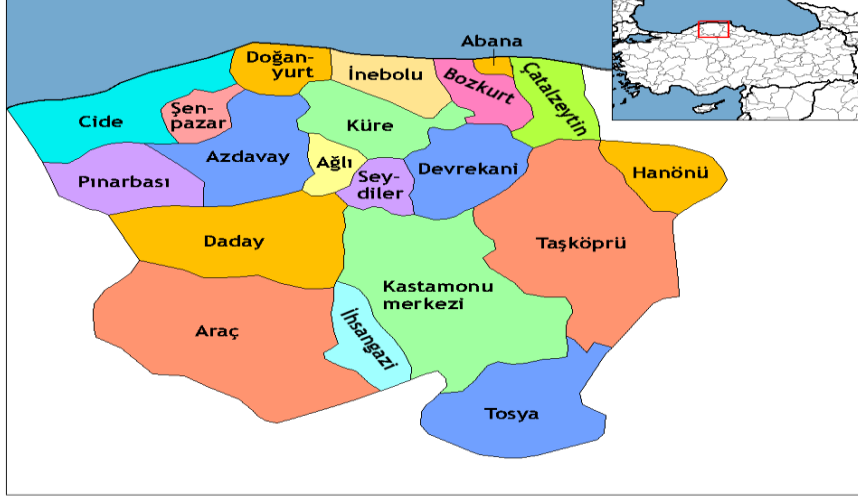 Abana
Doğan-
yurt
İnebolu
Bozkurt
Çatalzeytin
Şen-
pazar
Cide
Küre
Azdavay
Ağlı
Sey-
diler
Devrekani
Hanönü
Pınarbası
Daday
Taşköprü
Kastamonu
merkezi
Araç
İhsangazi
Tosya